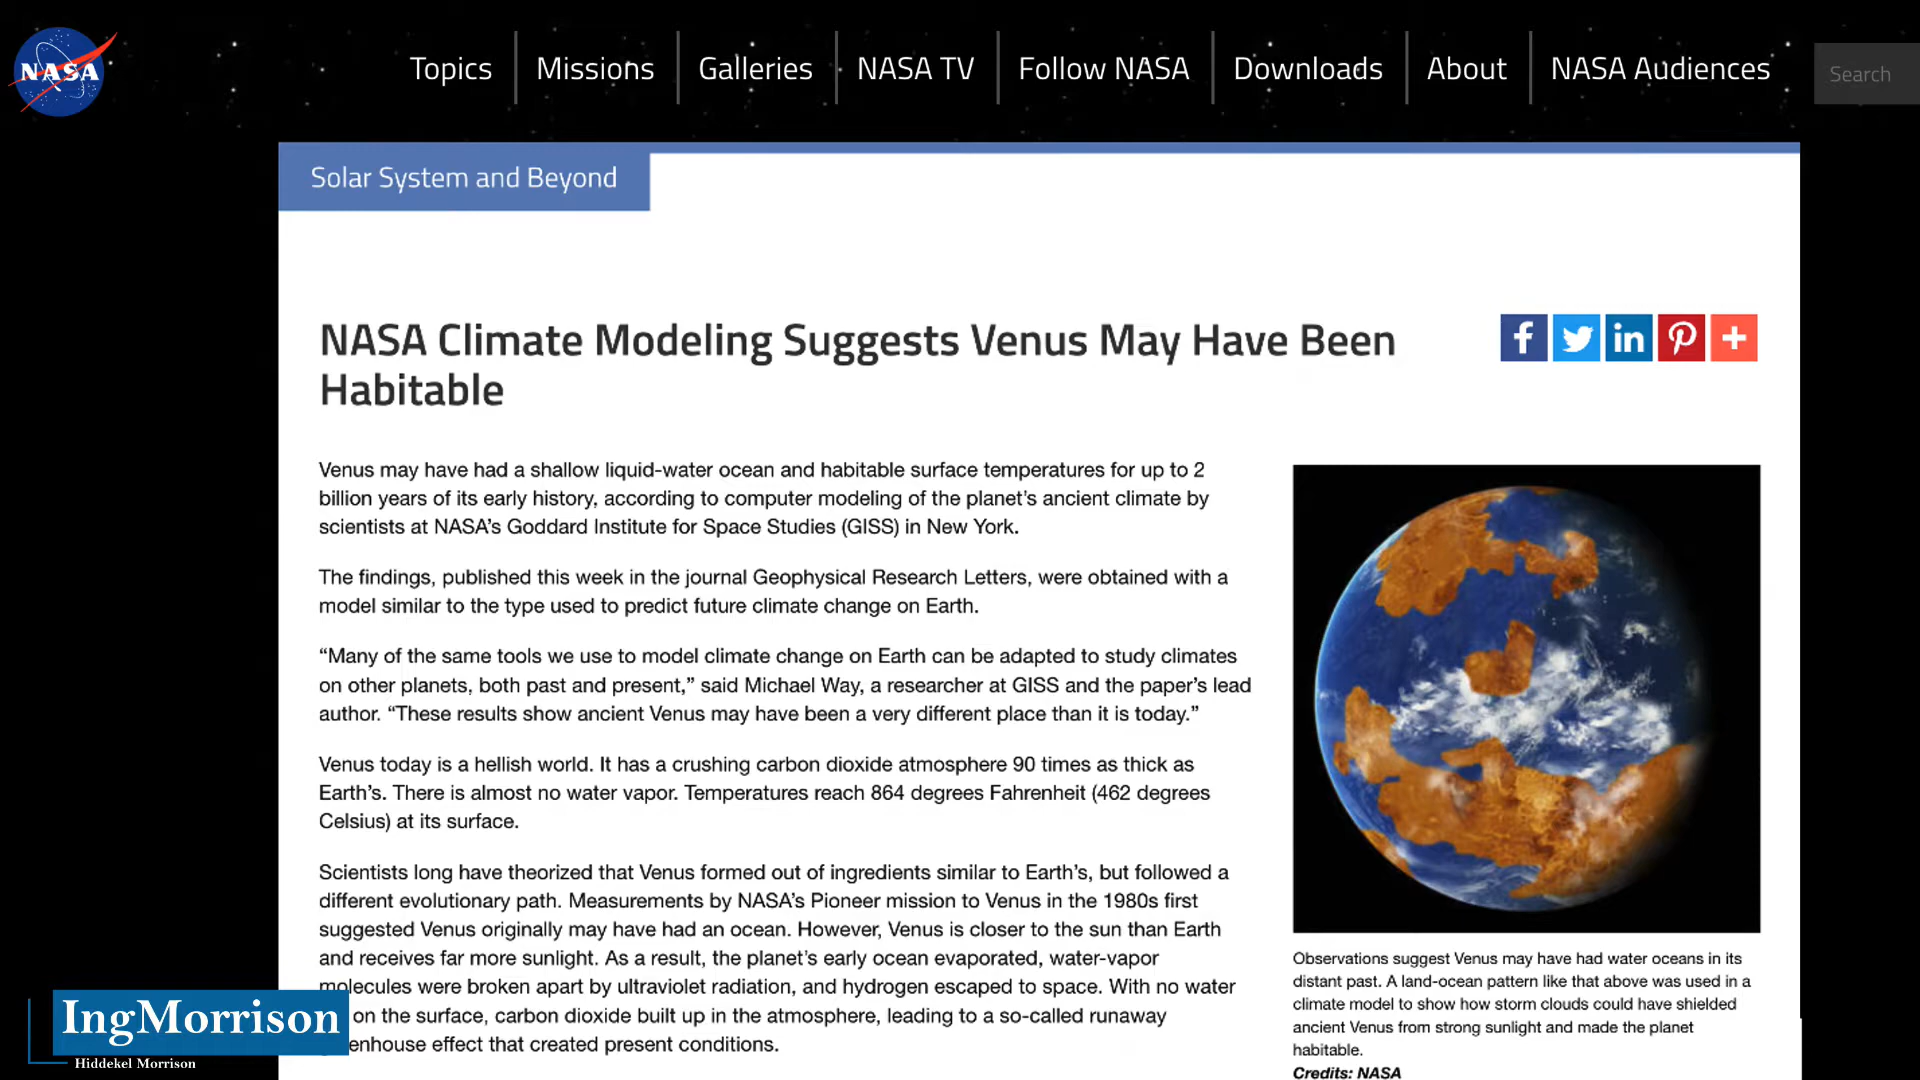 NASA
Topics
Missions
Galleries
NASA TV
Follow NASA
Downloads
About
NASA Audiences
Search
Solar System and Beyond
NASA Climate Modeling Suggests Venus May Have Been
Habitable
Venus may have had a shallow liquid-water ocean and habitable surface temperatures for up to 2
billion years of its early history, according to computer modeling of the planet's ancient climate by
scientists at NASA's Goddard Institute for Space Studies (GISS) in New York.
The findings, published this week in the journal Geophysical Research Letters, were obtained with a
model similar to the type used to predict future climate change on Earth.
“Many of the same tools we use to model climate change on Earth can be adapted to study climates
on other planets, both past and present,” said Michael Way, a researcher at GISS and the paper's lead
author. “These results show ancient Venus may have been a very different place than it is today.”
Venus today is a hellish world. It has a crushing carbon dioxide atmosphere 90 times as thick as
Earth's. There is almost no water vapor. Temperatures reach 864 degrees Fahrenheit (462 degrees
Celsius) at its surface.
Scientists long have theorized that Venus formed out of ingredients similar to Earth's, but followed a
different evolutionary path. Measurements by NASA's Pioneer mission to Venus in the 1980s first
suggested Venus originally may have had an ocean. However, Venus is closer to the sun than Earth
and receives far more sunlight. As a result, the planet's early ocean evaporated, water-vapor
molecules were broken apart by ultraviolet radiation, and hydrogen escaped to space. With no water
on the surface, carbon dioxide built up in the atmosphere, leading to a so-called runaway
enhouse effect that created present conditions.
Observations suggest Venus may have had water oceans in its
distant past. A land-ocean pattern like that above was used in a
climate model to show how storm clouds could have shielded
ancient Venus from strong sunlight and made the planet
habitable.
Credits: NASA
IngMorrison
Hiddekel Morrison